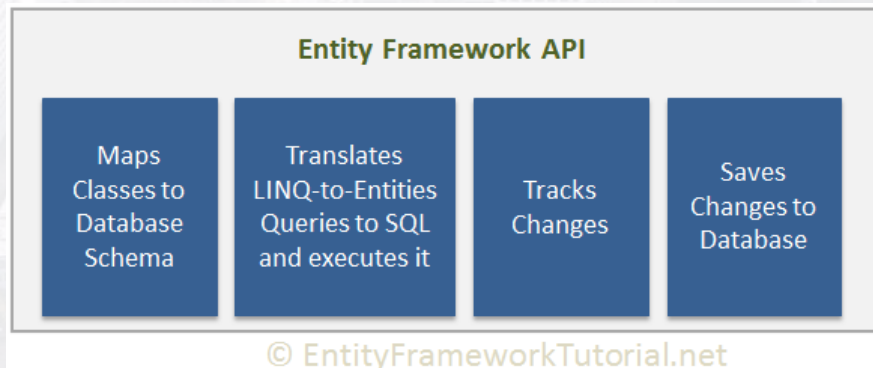 Entity Framework API
Maps
Classes to
Database
Schema
Translates
LINQ-to-Entities
Queries to SQL
and executes it
Tracks
Changes
Saves
Changes to
Database
© EntityFrameworkTutorial.net